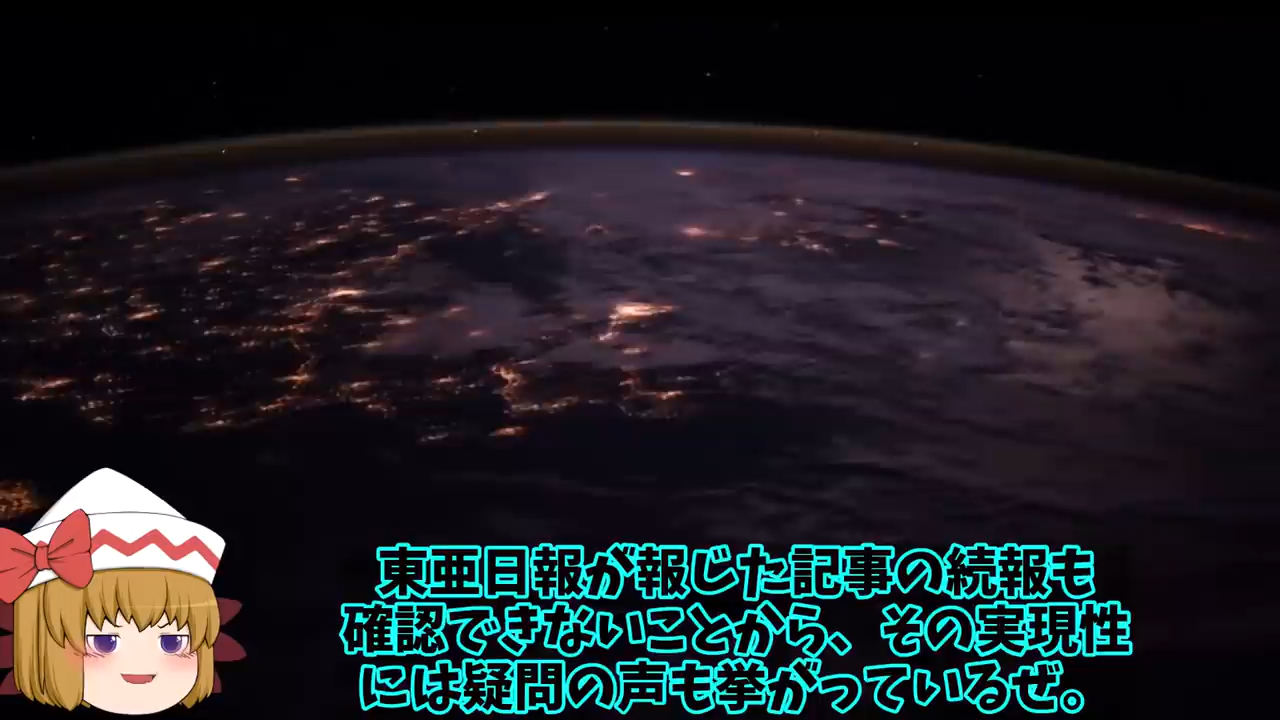 東亜日報が報じた記事の続報も
確認できないことから、その実現性
には疑問の声も挙がっているぜ。